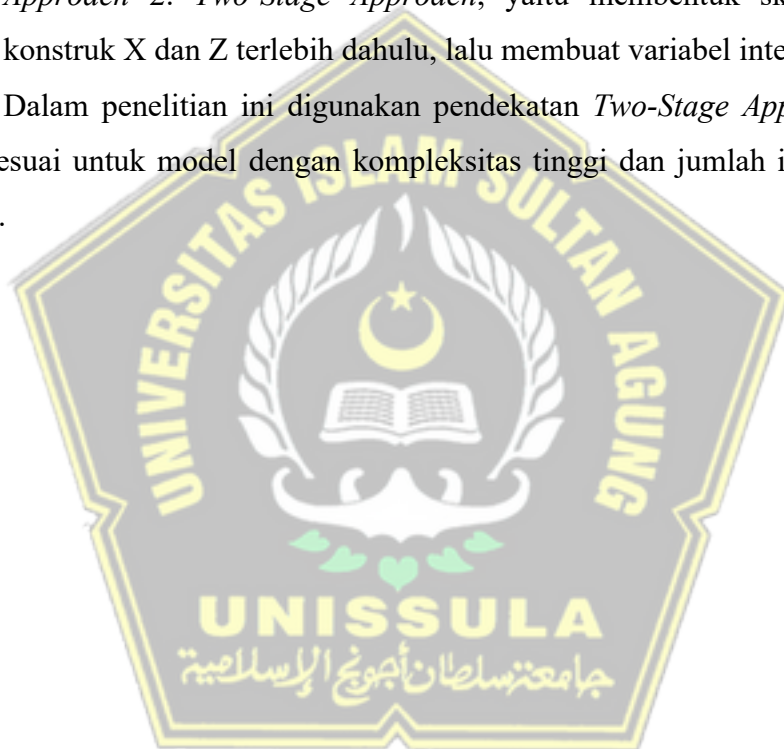 Approach 2. Two-Stage Approach, yaitu membentuk sk
konstruk X dan Z terlebih dahulu, lalu membuat variabel inte
Dalam penelitian ini digunakan pendekatan Two-Stage App
esuai untuk model dengan kompleksitas tinggi dan jumlah i
.
UNIVERSITAS ISLAM SULTAN AGUNG
UNISSULA
جامعة سلطان أجونج الإسلامية